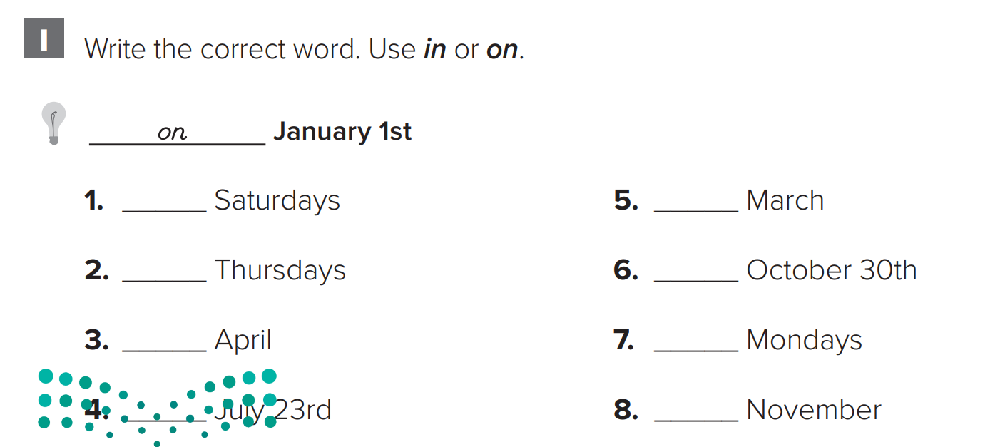 I Write the correct word. Use in or on.
on January 1st
1. ______ Saturdays
2. ______ Thursdays
3. ______ April
4. ______ July 23rd
5. ______ March
6. ______ October 30th
7. ______ Mondays
8. ______ November